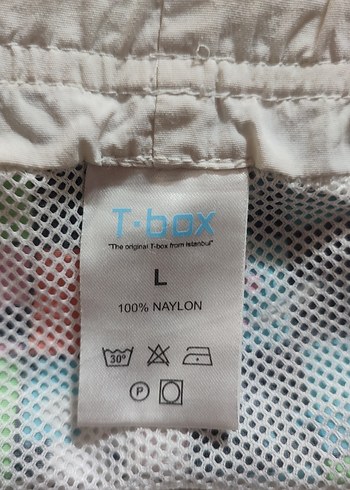 T-box
"The original T-box from Istanbul"
L
100% NAYLON
30°
P